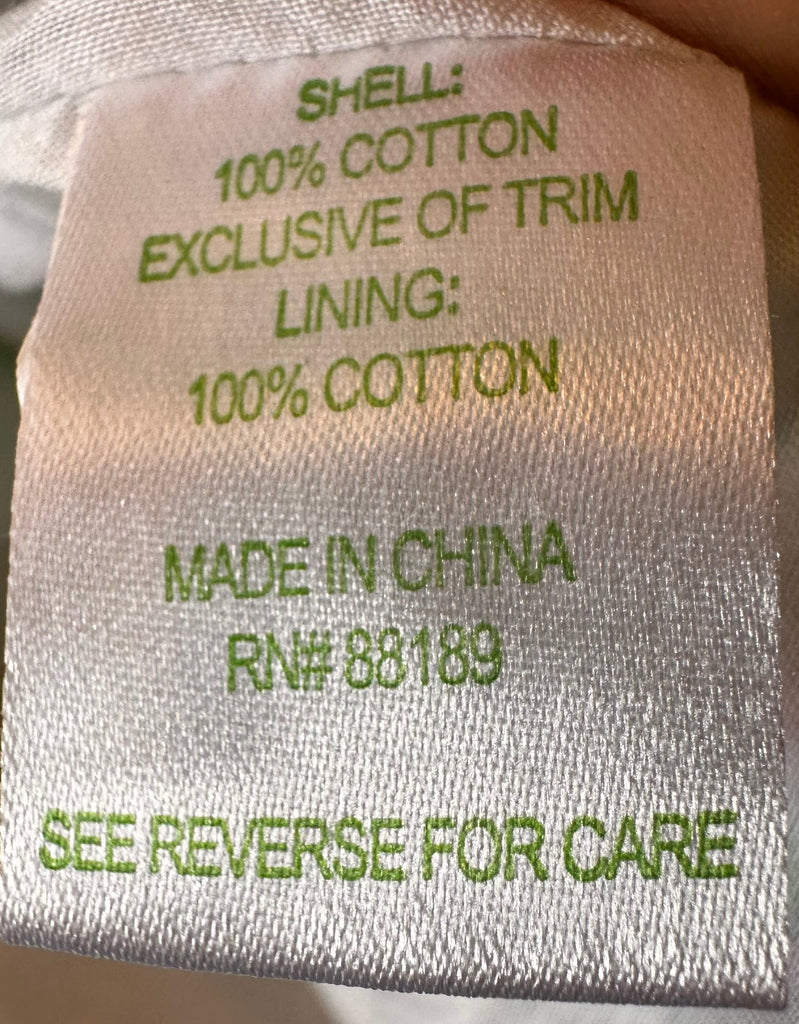 SHELL:
100% COTTON
EXCLUSIVE OF TRIM
LINING:
100% COTTON
MADE IN CHINA
RN# 88189
SEE REVERSE FOR CARE